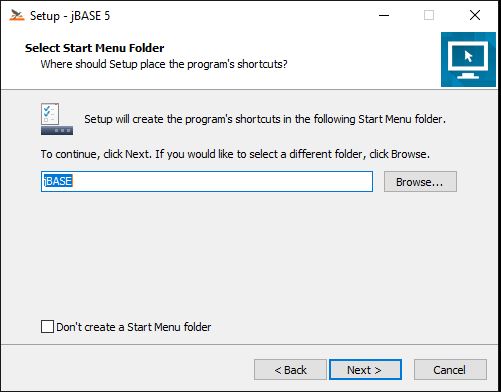 Setup - jBASE 5
Select Start Menu Folder
Where should Setup place the program's shortcuts?
Setup will create the program's shortcuts in the following Start Menu folder.
To continue, click Next. If you would like to select a different folder, click Browse.
jBASE
Browse...
Don't create a Start Menu folder
< Back
Next >
Cancel